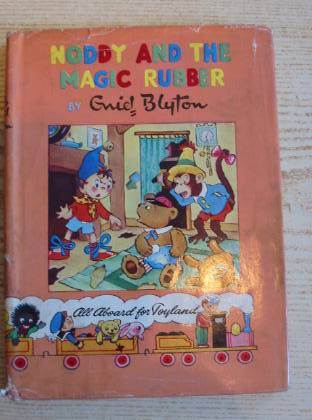 NODDY AND THE
MAGIC RUBBER
BY Enid Blyton
All Aboard for Toyland